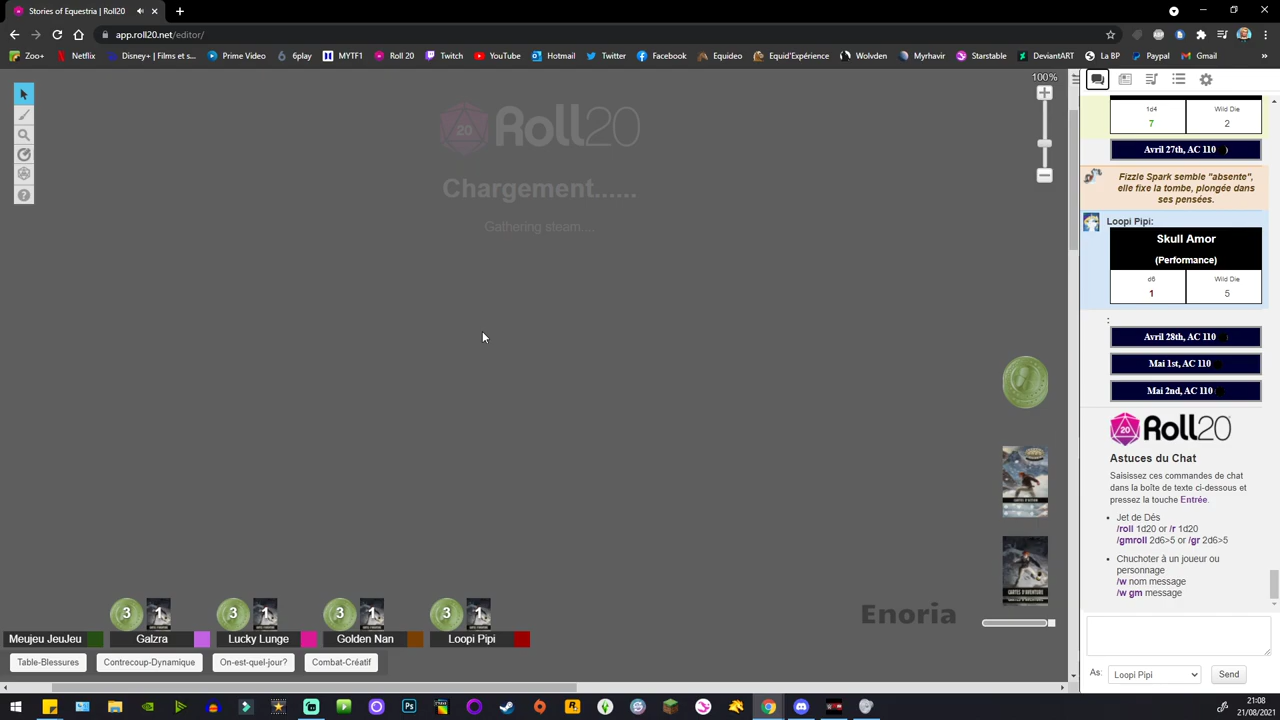 Stories of Equestria | Roll20
app.roll20.net/editor/
Zoo+
Netflix
Disney+ | Films et s...
Prime Video
6play
MYTF1
Roll 20
Twitch
YouTube
Hotmail
Twitter
Facebook
Equideo
Equid'Expérience
Wolvden
Myrhavir
Starstable
DeviantART
La BP
Paypal
Gmail
100%
20 Roll20
Chargement......
Gathering steam ...
1d4
7
Wild Die
2
Avril 27th, AC 110
Fizzle Spark semble "absente",
elle fixe la tombe, plongée dans
ses pensées.
Loopi Pipi:
Skull Amor
(Performance)
d6
1
Wild Die
5
:
Avril 28th, AC 110
Mai 1st, AC 110
Mai 2nd, AC 110
20 Roll20
Astuces du Chat
Saisissez ces commandes de chat
dans la boîte de texte ci-dessous et
pressez la touche Entrée.
Jet de Dés
/roll 1d20 or /r 1d20
/gmroll 2d6>5 or /gr 2d6>5
Chuchoter à un joueur ou
personnage
/w nom message
/w gm message
As:
Loopi Pipi
Send
3 1
3 1
3 1
3 1
Meujeu JeuJeu
Galzra
Lucky Lunge
Golden Nan
Loopi Pipi
Enoria
Table-Blessures
Contrecoup-Dynamique
On-est-quel-jour?
Combat-Créatif
21:08
21/08/2021